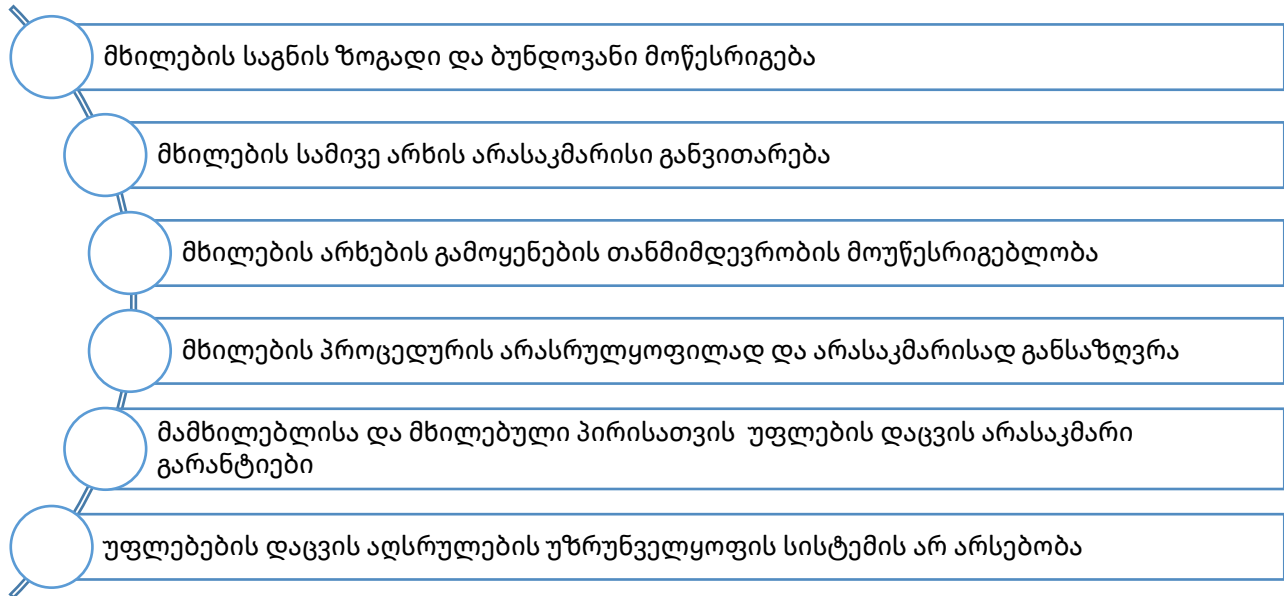 მხილების საგნის ზოგადი და ბუნდოვანი მოწესრიგება
მხილების სამივე არხის არასაკმარისი განვითარება
მხილების არხების გამოყენების თანმიმდევრობის მოუწესრიგებლობა
მხილების პროცედურის არასრულყოფილად და არასაკმარისად განსაზღვრა
მამხილებლისა და მხილებული პირისათვის უფლების დაცვის არასაკმარი
გარანტიები
უფლებების დაცვის აღსრულების უზრუნველყოფის სისტემის არ არსებობა